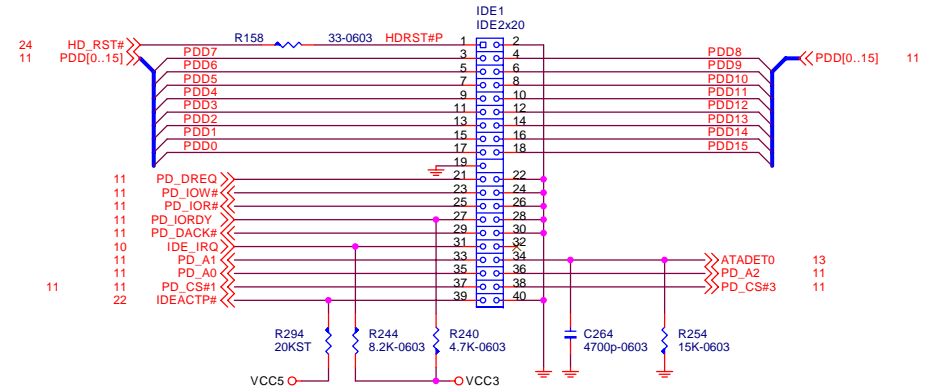 IDE1
IDE2x20
24 HD_RST# R158 33-0603 HDRST#P 1 2
11 PDD[0..15] PDD7 3 4 PDD8 PDD[0..15] 11
PDD6 5 6 PDD9
PDD5 7 8 PDD10
PDD4 9 10 PDD11
PDD3 11 12 PDD12
PDD2 13 14 PDD13
PDD1 15 16 PDD14
PDD0 17 18 PDD15
19
11 PD_DREQ 21 22
11 PD_IOW# 23 24
11 PD_IOR# 25 26
11 PD_IORDY 27 28
11 PD_DACK# 29 30
10 IDE_IRQ 31 32
11 PD_A1 33 34 ATADET0 13
11 PD_A0 35 36 PD_A2 11
11 11 PD_CS#1 37 38 PD_CS#3 11
22 IDEACTP# 39 40
R294 R244 R240 C264 R254
20KST 8.2K-0603 4.7K-0603 4700p-0603 15K-0603
VCC5 VCC3